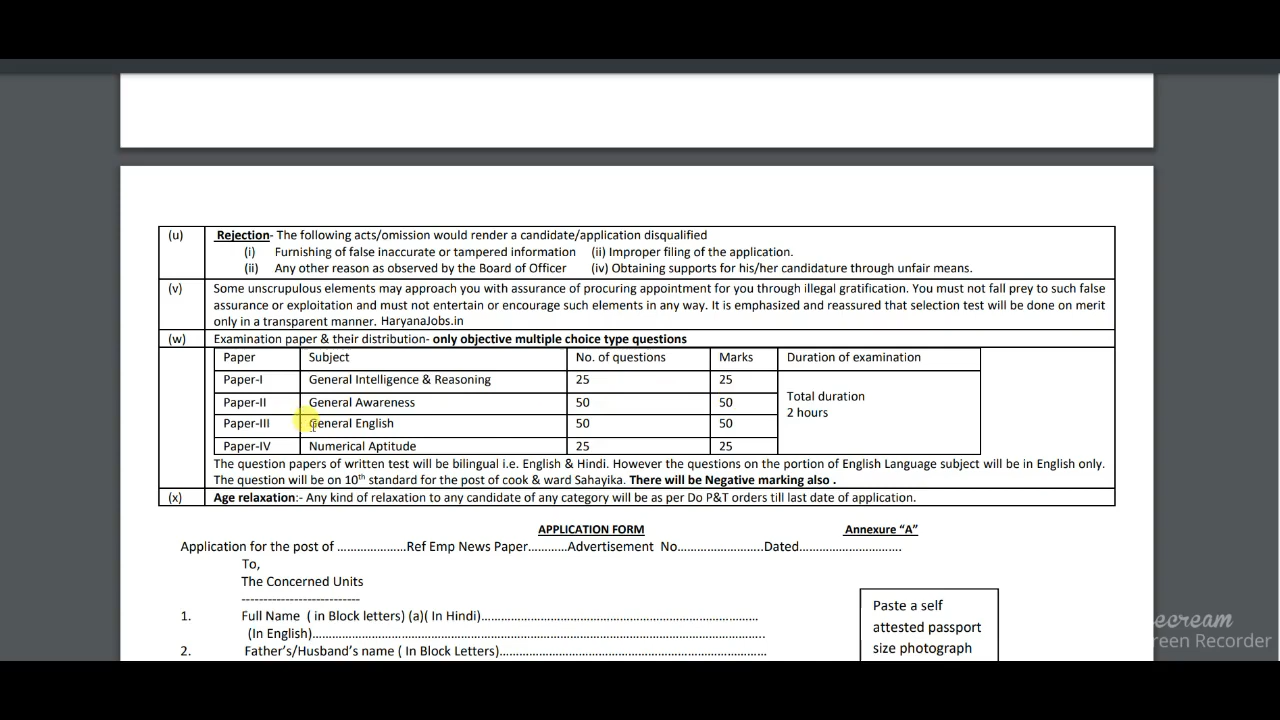 (u) Rejection- The following acts/omission would render a candidate/application disqualified
(i) Furnishing of false inaccurate or tampered information (ii) Improper filing of the application.
(ii) Any other reason as observed by the Board of Officer (iv) Obtaining supports for his/her candidature through unfair means.
(v) Some unscrupulous elements may approach you with assurance of procuring appointment for you through illegal gratification. You must not fall prey to such false
assurance or exploitation and must not entertain or encourage such elements in any way. It is emphasized and reassured that selection test will be done on merit
only in a transparent manner. HaryanaJobs.in
(w) Examination paper & their distribution- only objective multiple choice type questions
Paper Subject No. of questions Marks Duration of examination
Paper-I General Intelligence & Reasoning 25 25
Total duration
2 hours
Paper-II General Awareness 50 50
Paper-III General English 50 50
Paper-IV Numerical Aptitude 25 25
The question papers of written test will be bilingual i.e. English & Hindi. However the questions on the portion of English Language subject will be in English only.
The question will be on 10th standard for the post of cook & ward Sahayika. There will be Negative marking also .
(x) Age relaxation:- Any kind of relaxation to any candidate of any category will be as per Do P&T orders till last date of application.
APPLICATION FORM Annexure “A”
Application for the post of …………………Ref Emp News Paper…………Advertisement No……………………..Dated…………………………….
To,
The Concerned Units
---------------------------
1. Full Name ( in Block letters) (a)( In Hindi)…………………………………………………………………………
(In English)………………………………………………………………………………………………………………..
2. Father’s/Husband’s name ( In Block Letters)………………………………………………………………………
Paste a self
attested passport
size photograph
ecream
reen Recorder